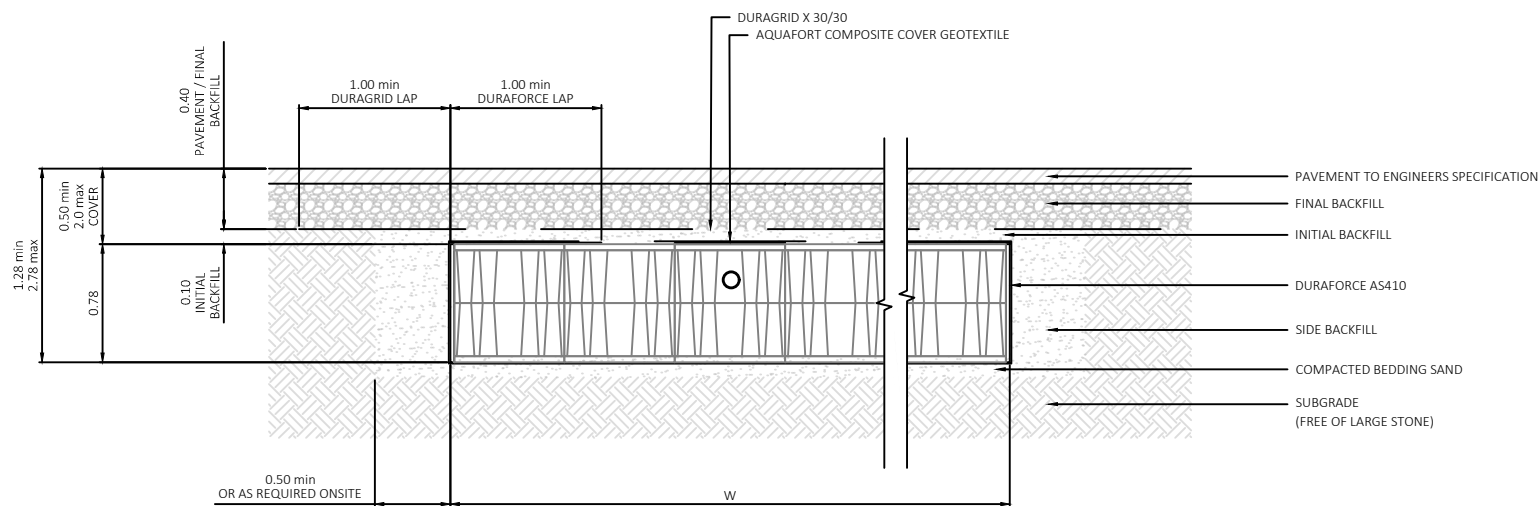 DURAGRID X 30/30
AQUAFORT COMPOSITE COVER GEOTEXTILE
0.40
PAVEMENT / FINAL
BACKFILL
1.00 min
DURAGRID LAP
1.00 min
DURAFORCE LAP
PAVEMENT TO ENGINEERS SPECIFICATION
FINAL BACKFILL
INITIAL BACKFILL
DURAFORCE AS410
SIDE BACKFILL
COMPACTED BEDDING SAND
SUBGRADE
(FREE OF LARGE STONE)
1.28 min
2.78 max
0.50 min
2.0 max
COVER
0.78
0.10
INITIAL
BACKFILL
0.50 min
OR AS REQUIRED ONSITE
W